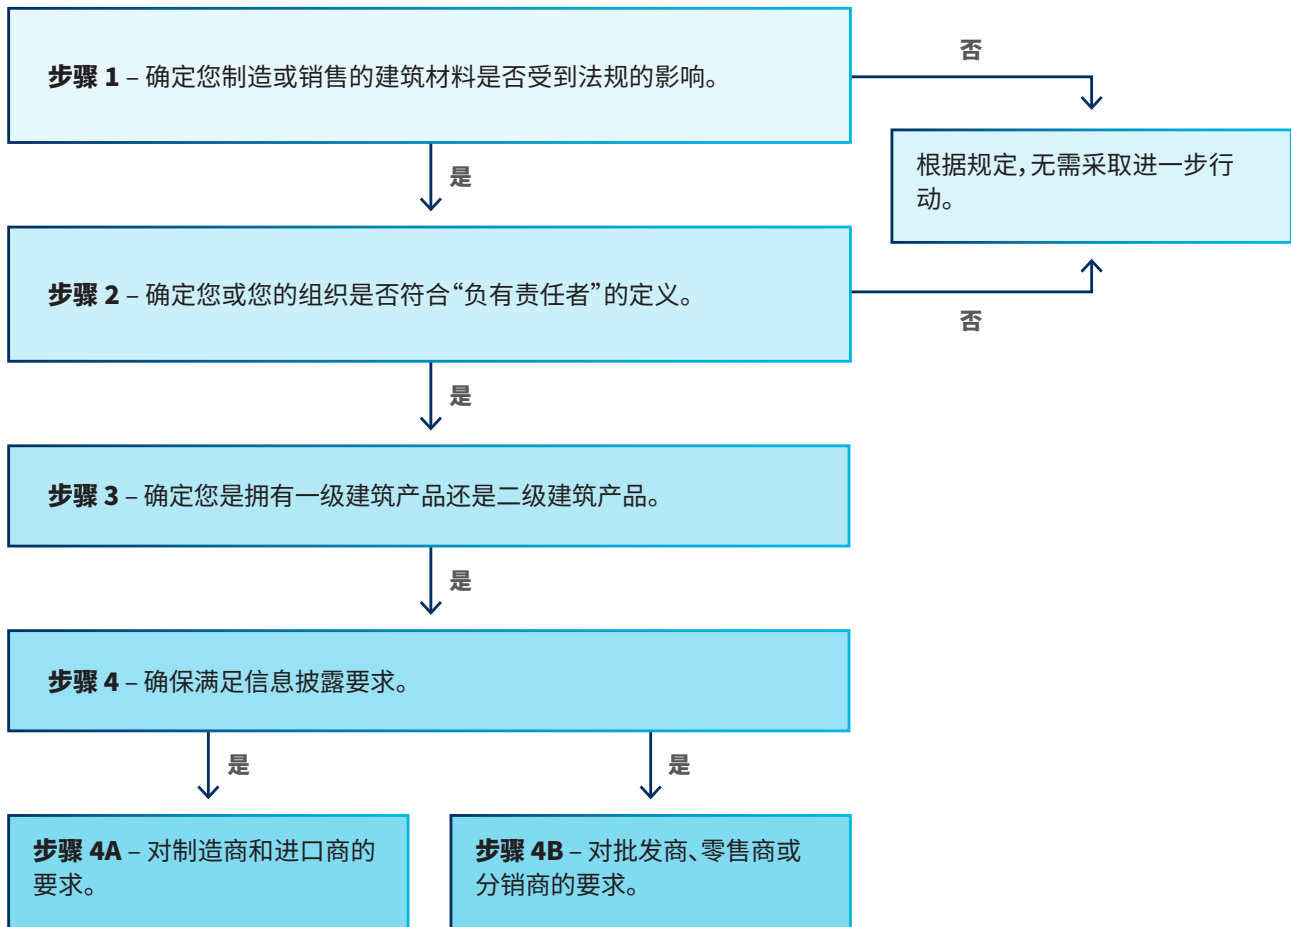 步骤 1 – 确定您制造或销售的建筑材料是否受到法规的影响。
否
根据规定，无需采取进一步行
动。
是
步骤 2 – 确定您或您的组织是否符合“负有责任者”的定义。
否
是
步骤 3 – 确定您是拥有一级建筑产品还是二级建筑产品。
是
步骤 4 – 确保满足信息披露要求。
是
是
步骤 4A – 对制造商和进口商的
要求。
步骤 4B – 对批发商、零售商或
分销商的要求。